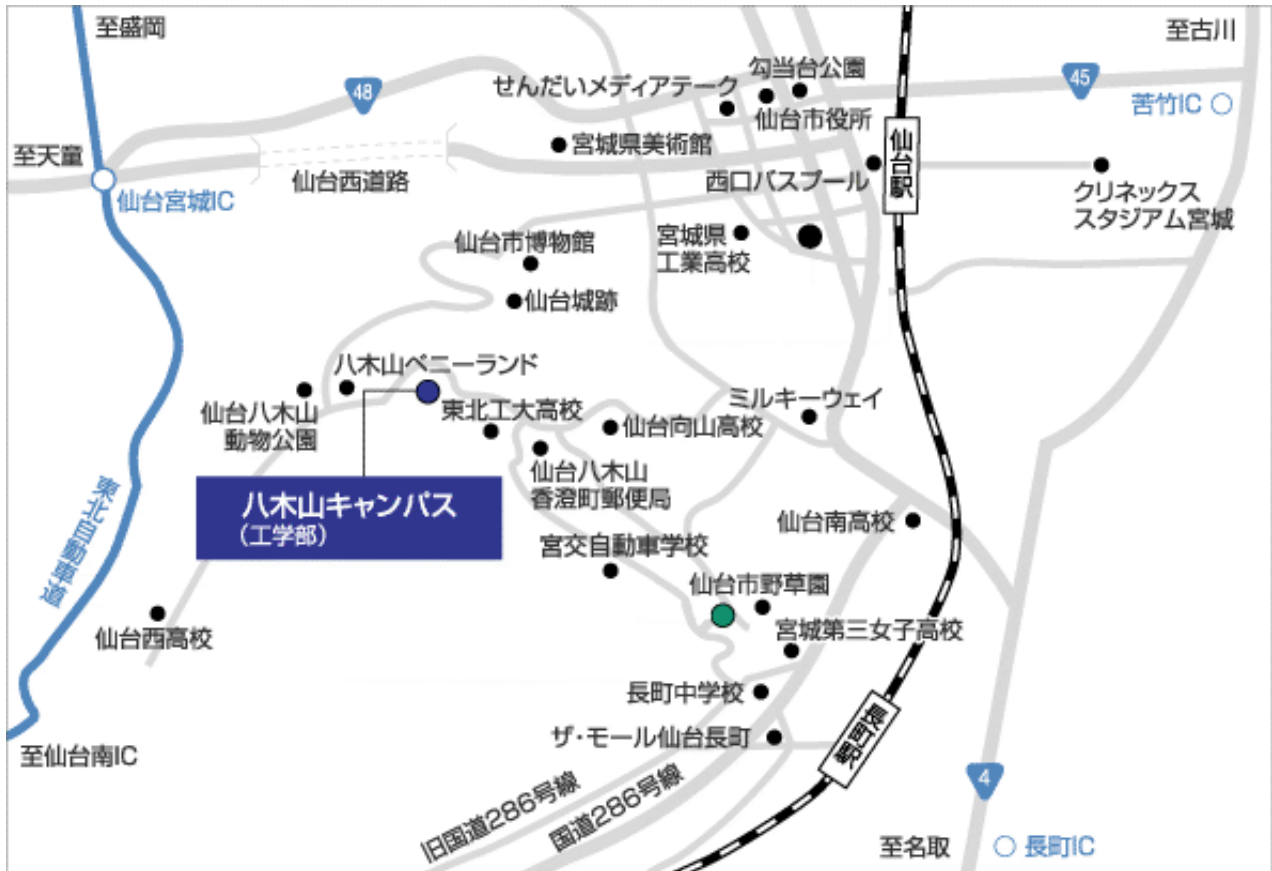 至盛岡
至古川
勾当台公園
せんだいメディアテーク
48
45
苦竹IC
仙台市役所
宮城県美術館
仙台駅
至天童
仙台西道路
西口バスプール
仙台宮城IC
クリネックス
スタジアム宮城
仙台市博物館
宮城県
工業高校
仙台城跡
八木山ベニーランド
仙台八木山
動物公園
東北工大高校
ミルキーウェイ
仙台向山高校
仙台八木山
香澄町郵便局
八木山キャンパス
(工学部)
仙台南高校
東北自動車道
宮交自動車学校
仙台市野草園
仙台西高校
宮城第三女子高校
長町中学校
長町駅
ザ・モール仙台長町
至仙台南IC
4
旧国道286号線
国道286号線
至名取
長町IC